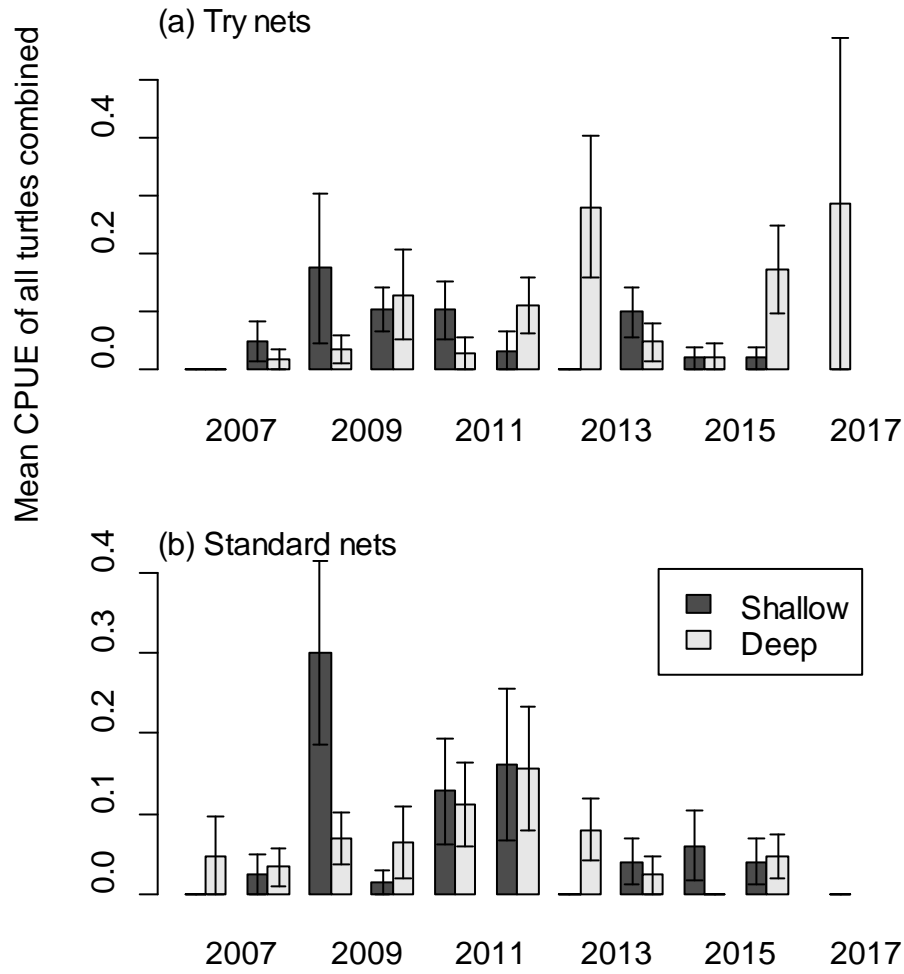 (a) Try nets
Mean CPUE of all turtles combined
0.4
0.2
0.0
2007 2009 2011 2013 2015 2017
(b) Standard nets
0.4
0.3
0.2
0.1
0.0
Shallow
Deep
2007 2009 2011 2013 2015 2017